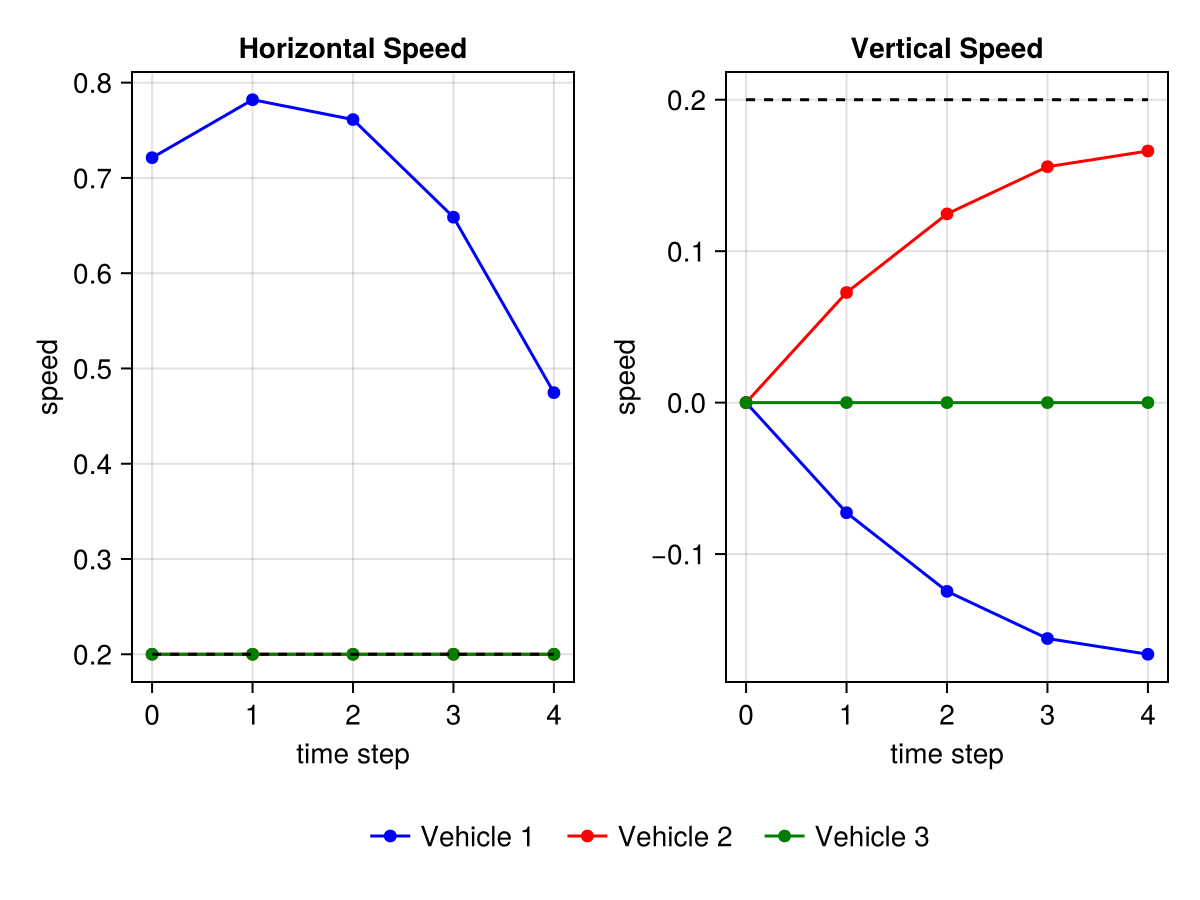 Horizontal Speed
speed
0.8
0.7
0.6
0.5
0.4
0.3
0.2
0 1 2 3 4
time step
Vertical Speed
speed
0.2
0.1
0.0
−0.1
0 1 2 3 4
time step
Vehicle 1 Vehicle 2 Vehicle 3